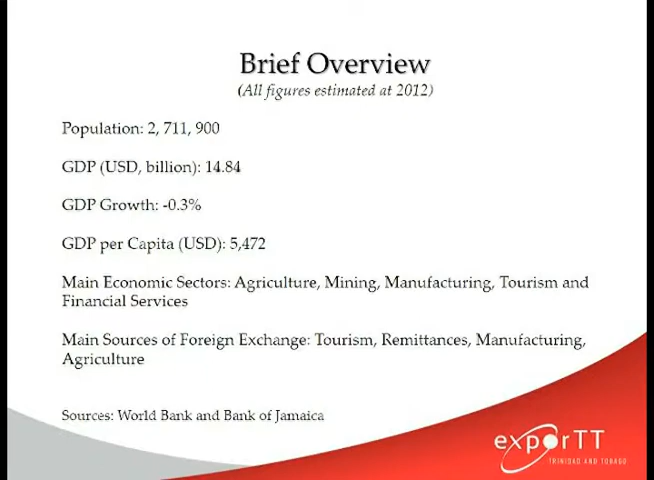 Brief Overview
(All figures estimated at 2012)
Population: 2, 711, 900
GDP (USD, billion): 14.84
GDP Growth: -0.3%
GDP per Capita (USD): 5,472
Main Economic Sectors: Agriculture, Mining, Manufacturing, Tourism and
Financial Services
Main Sources of Foreign Exchange: Tourism, Remittances, Manufacturing,
Agriculture
Sources: World Bank and Bank of Jamaica
exporTT
TRINIDAD AND TOBAGO